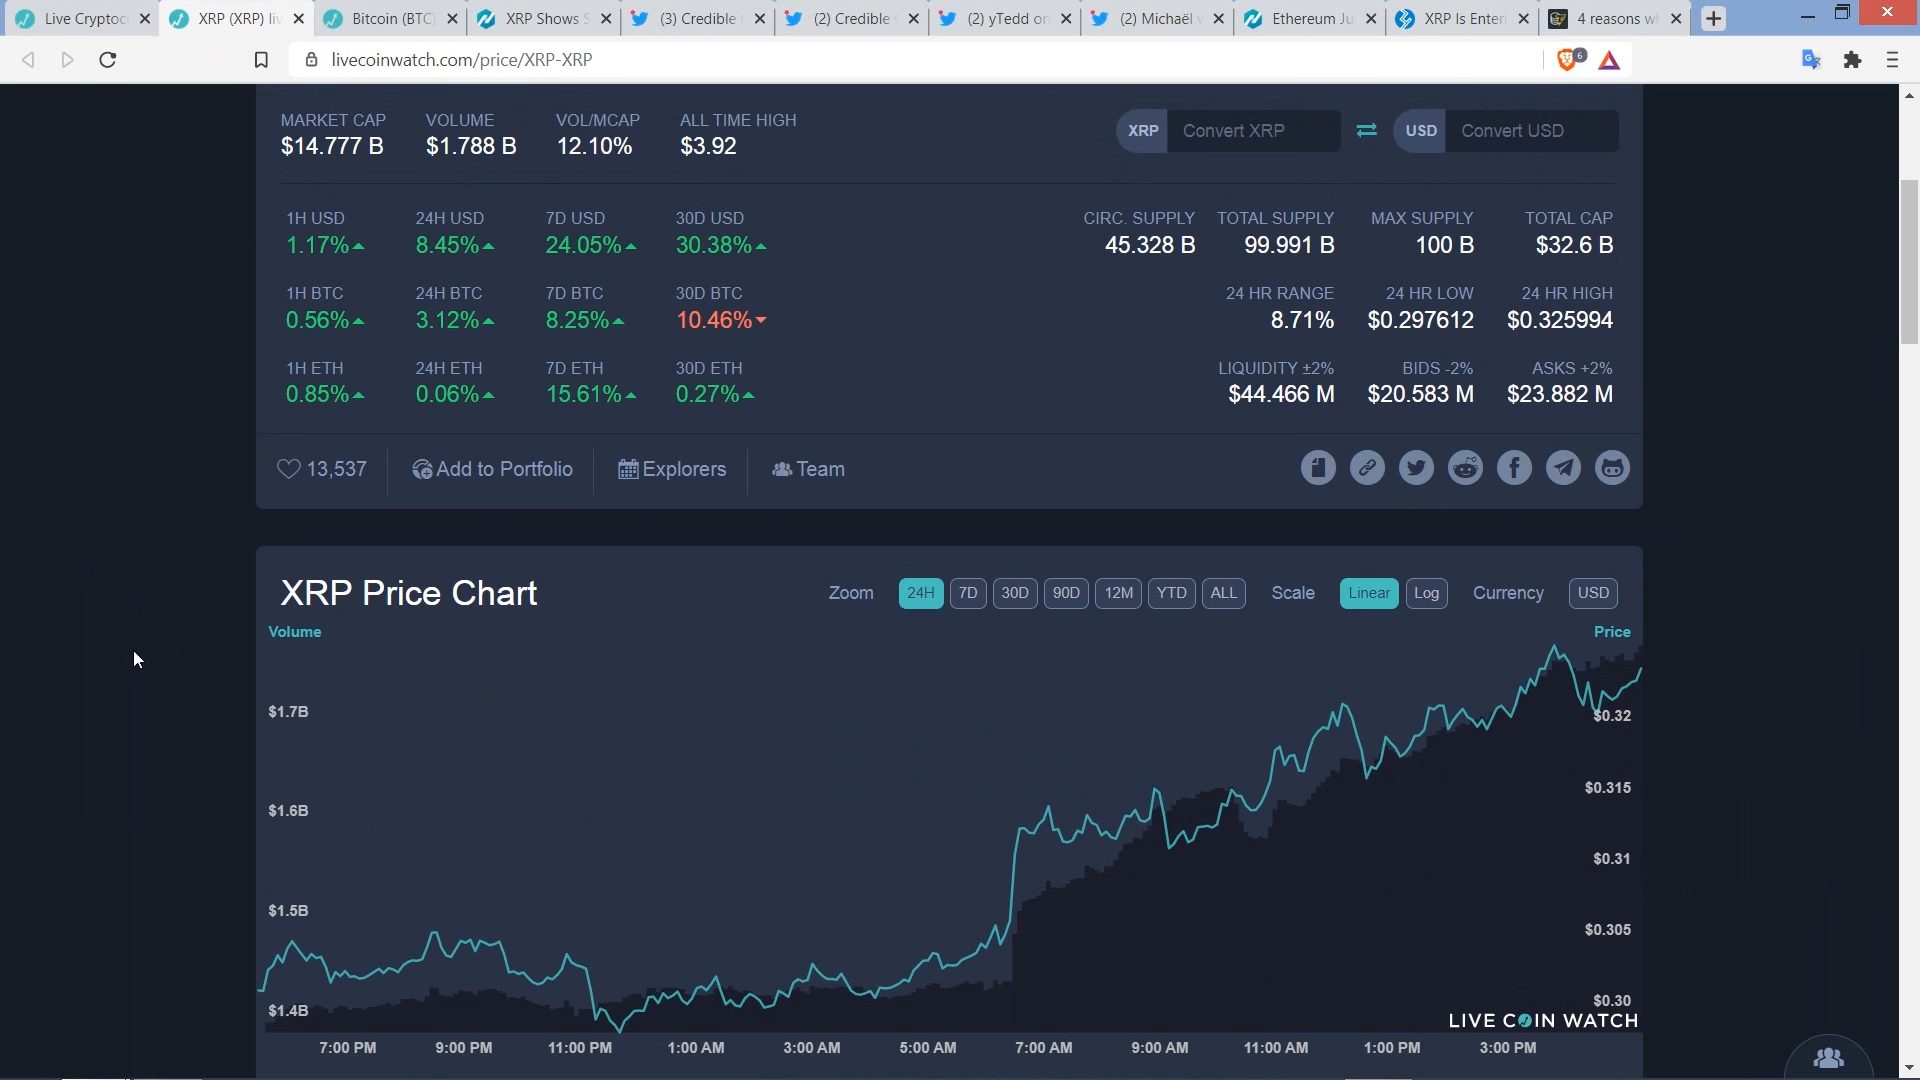 Live Cryptoc
XRP (XRP) liv
Bitcoin (BTC
XRP Shows S
(3) Credible
(2) Credible
(2) yTedd on
(2) Michaël v
Ethereum Ju
XRP Is Enteri
4 reasons wh
livecoinwatch.com/price/XRP-XRP
6
MARKET CAP VOLUME VOL/MCAP ALL TIME HIGH
$14.777 B $1.788 B 12.10% $3.92
XRP Convert XRP USD Convert USD
1H USD 24H USD 7D USD 30D USD CIRC. SUPPLY TOTAL SUPPLY MAX SUPPLY TOTAL CAP
1.17% 8.45% 24.05% 30.38% 45.328 B 99.991 B 100 B $32.6 B
1H BTC 24H BTC 7D BTC 30D BTC 24 HR RANGE 24 HR LOW 24 HR HIGH
0.56% 3.12% 8.25% 10.46% 8.71% $0.297612 $0.325994
1H ETH 24H ETH 7D ETH 30D ETH LIQUIDITY ±2% BIDS -2% ASKS +2%
0.85% 0.06% 15.61% 0.27% $44.466 M $20.583 M $23.882 M
13,537 Add to Portfolio Explorers Team
XRP Price Chart Zoom 24H 7D 30D 90D 12M YTD ALL Scale Linear Log Currency USD
Volume Price
$1.7B $0.32
$0.315
$1.6B
$0.31
$1.5B
$0.305
$1.4B $0.30
LIVE COIN WATCH
7:00 PM 9:00 PM 11:00 PM 1:00 AM 3:00 AM 5:00 AM 7:00 AM 9:00 AM 11:00 AM 1:00 PM 3:00 PM